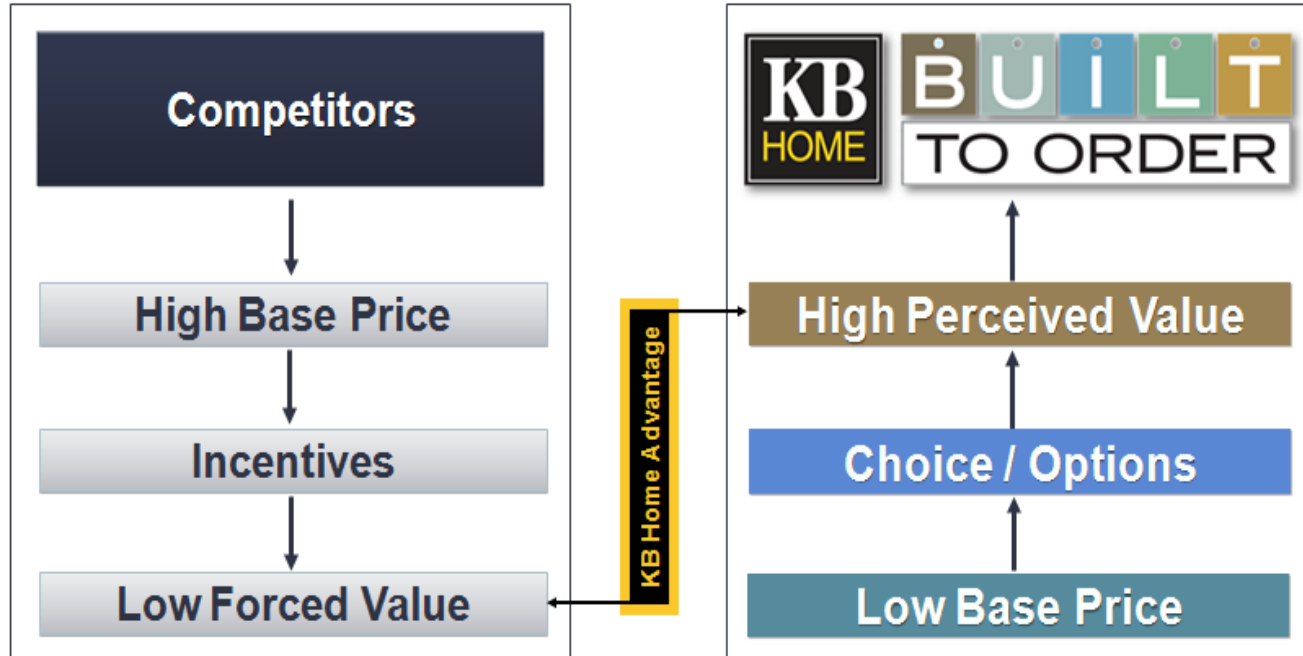 Competitors
High Base Price
Incentives
Low Forced Value
KB Home Advantage
KB
HOME
BUILT
TO ORDER
High Perceived Value
Choice / Options
Low Base Price